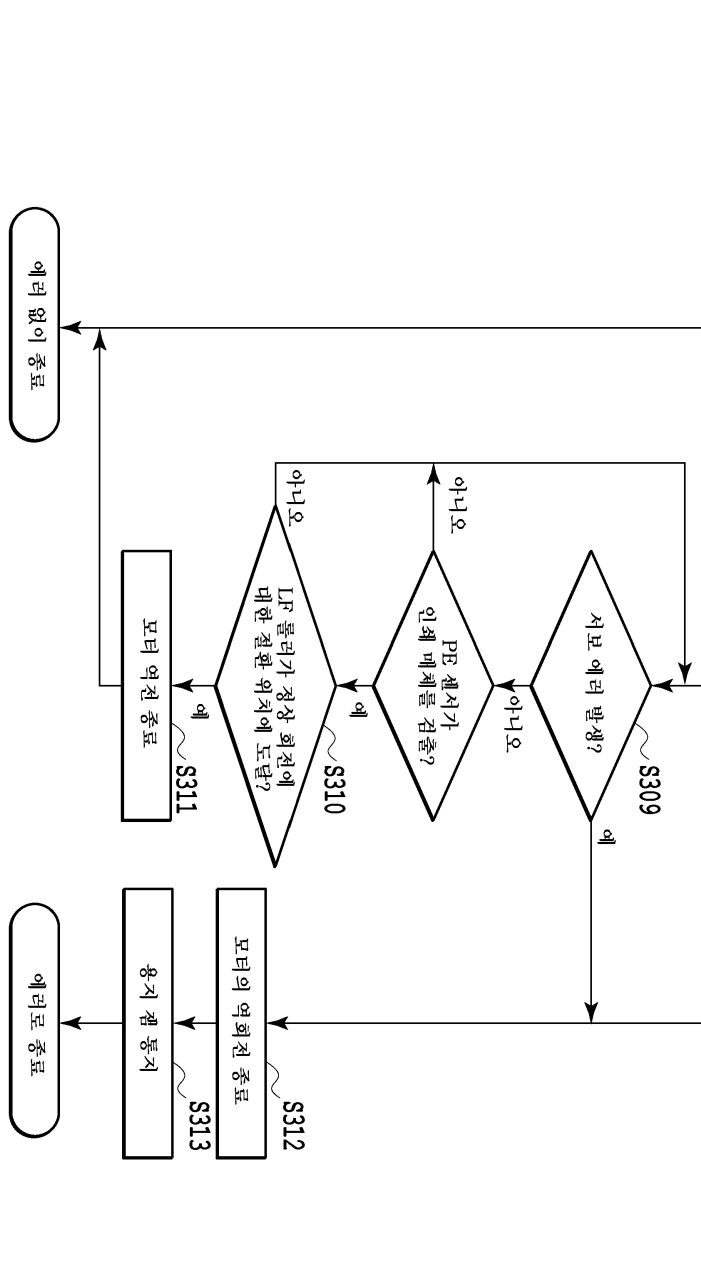 서보 에러 발생?
S309
예
아니오
PE 센서가
인쇄 매체를 검출?
아니오
예
LF 롤러가 정상 회전에
대한 절환 위치에 도달?
S310
아니오
예
모터 역전 종료
S311
모터의 역회전 종료
S312
용지 잼 통지
S313
에러 없이 종료
에러로 종료